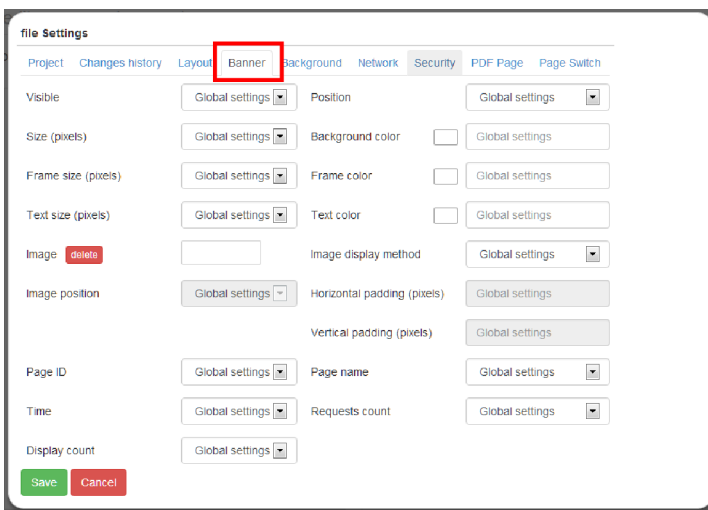 file Settings
Project Changes history Layout Banner Background Network Security PDF Page Page Switch
Visible Global settings Position Global settings
Size (pixels) Global settings Background color Global settings
Frame size (pixels) Global settings Frame color Global settings
Text size (pixels) Global settings Text color Global settings
Image delete Image display method Global settings
Image position Global settings Horizontal padding (pixels) Global settings
Vertical padding (pixels) Global settings
Page ID Global settings Page name Global settings
Time Global settings Requests count Global settings
Display count Global settings
Save Cancel